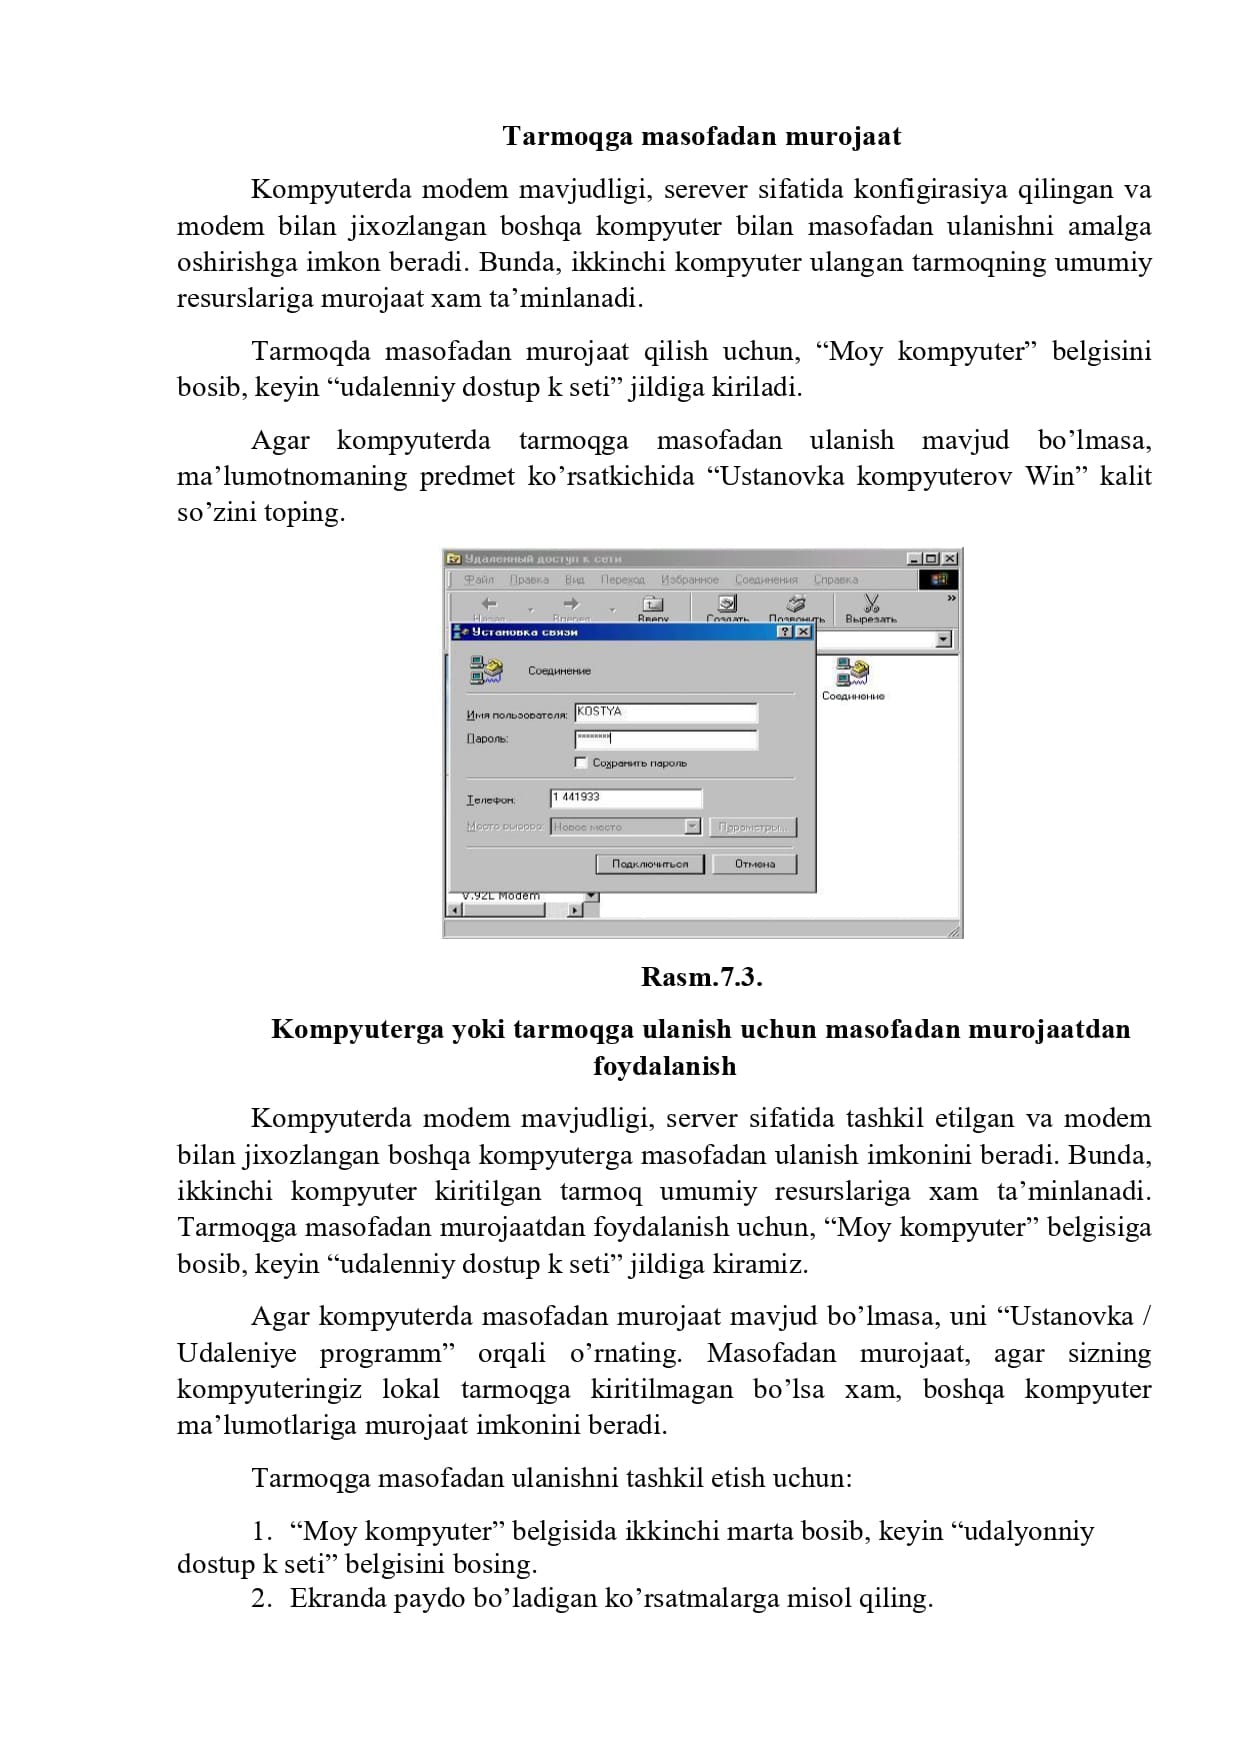 Tarmoqga masofadan murojaat
Kompyuterda modem mavjudligi, serever sifatida konfigirasiya qilingan va
modem bilan jixozlangan boshqa kompyuter bilan masofadan ulanishni amalga
oshirishga imkon beradi. Bunda, ikkinchi kompyuter ulangan tarmoqning umumiy
resurslariga murojaat xam ta’minlanadi.
Tarmoqda masofadan murojaat qilish uchun, “Moy kompyuter” belgisini
bosib, keyin “udalenniy dostup k seti” jildiga kiriladi.
Agar kompyuterda tarmoqga masofadan ulanish mavjud bo’lmasa,
ma’lumotnomaning predmet ko’rsatkichida “Ustanovka kompyuterov Win” kalit
so’zini toping.
Удаленный доступ к сети
Файл Правка Вид Переход Избранное Соединения Справка
Назад Вперед Вверх Создать Позвонить Вырезать
Установка связи
Соединение
Соединение
Имя пользователя: KOSTYA
Пароль: ********
Сохранить пароль
Телефон: 1 441933
Место вызова: Новое место Параметры...
Подключиться Отмена
V.92L Modem
Rasm.7.3.
Kompyuterga yoki tarmoqga ulanish uchun masofadan murojaatdan
foydalanish
Kompyuterda modem mavjudligi, server sifatida tashkil etilgan va modem
bilan jixozlangan boshqa kompyuterga masofadan ulanish imkonini beradi. Bunda,
ikkinchi kompyuter kiritilgan tarmoq umumiy resurslariga xam ta’minlanadi.
Tarmoqga masofadan murojaatdan foydalanish uchun, “Moy kompyuter” belgisiga
bosib, keyin “udalenniy dostup k seti” jildiga kiramiz.
Agar kompyuterda masofadan murojaat mavjud bo’lmasa, uni “Ustanovka /
Udaleniye programm” orqali o’rnating. Masofadan murojaat, agar sizning
kompyuteringiz lokal tarmoqga kiritilmagan bo’lsa xam, boshqa kompyuter
ma’lumotlariga murojaat imkonini beradi.
Tarmoqga masofadan ulanishni tashkil etish uchun:
1. “Moy kompyuter” belgisida ikkinchi marta bosib, keyin “udalyonniy
dostup k seti” belgisini bosing.
2. Ekranda paydo bo’ladigan ko’rsatmalarga misol qiling.